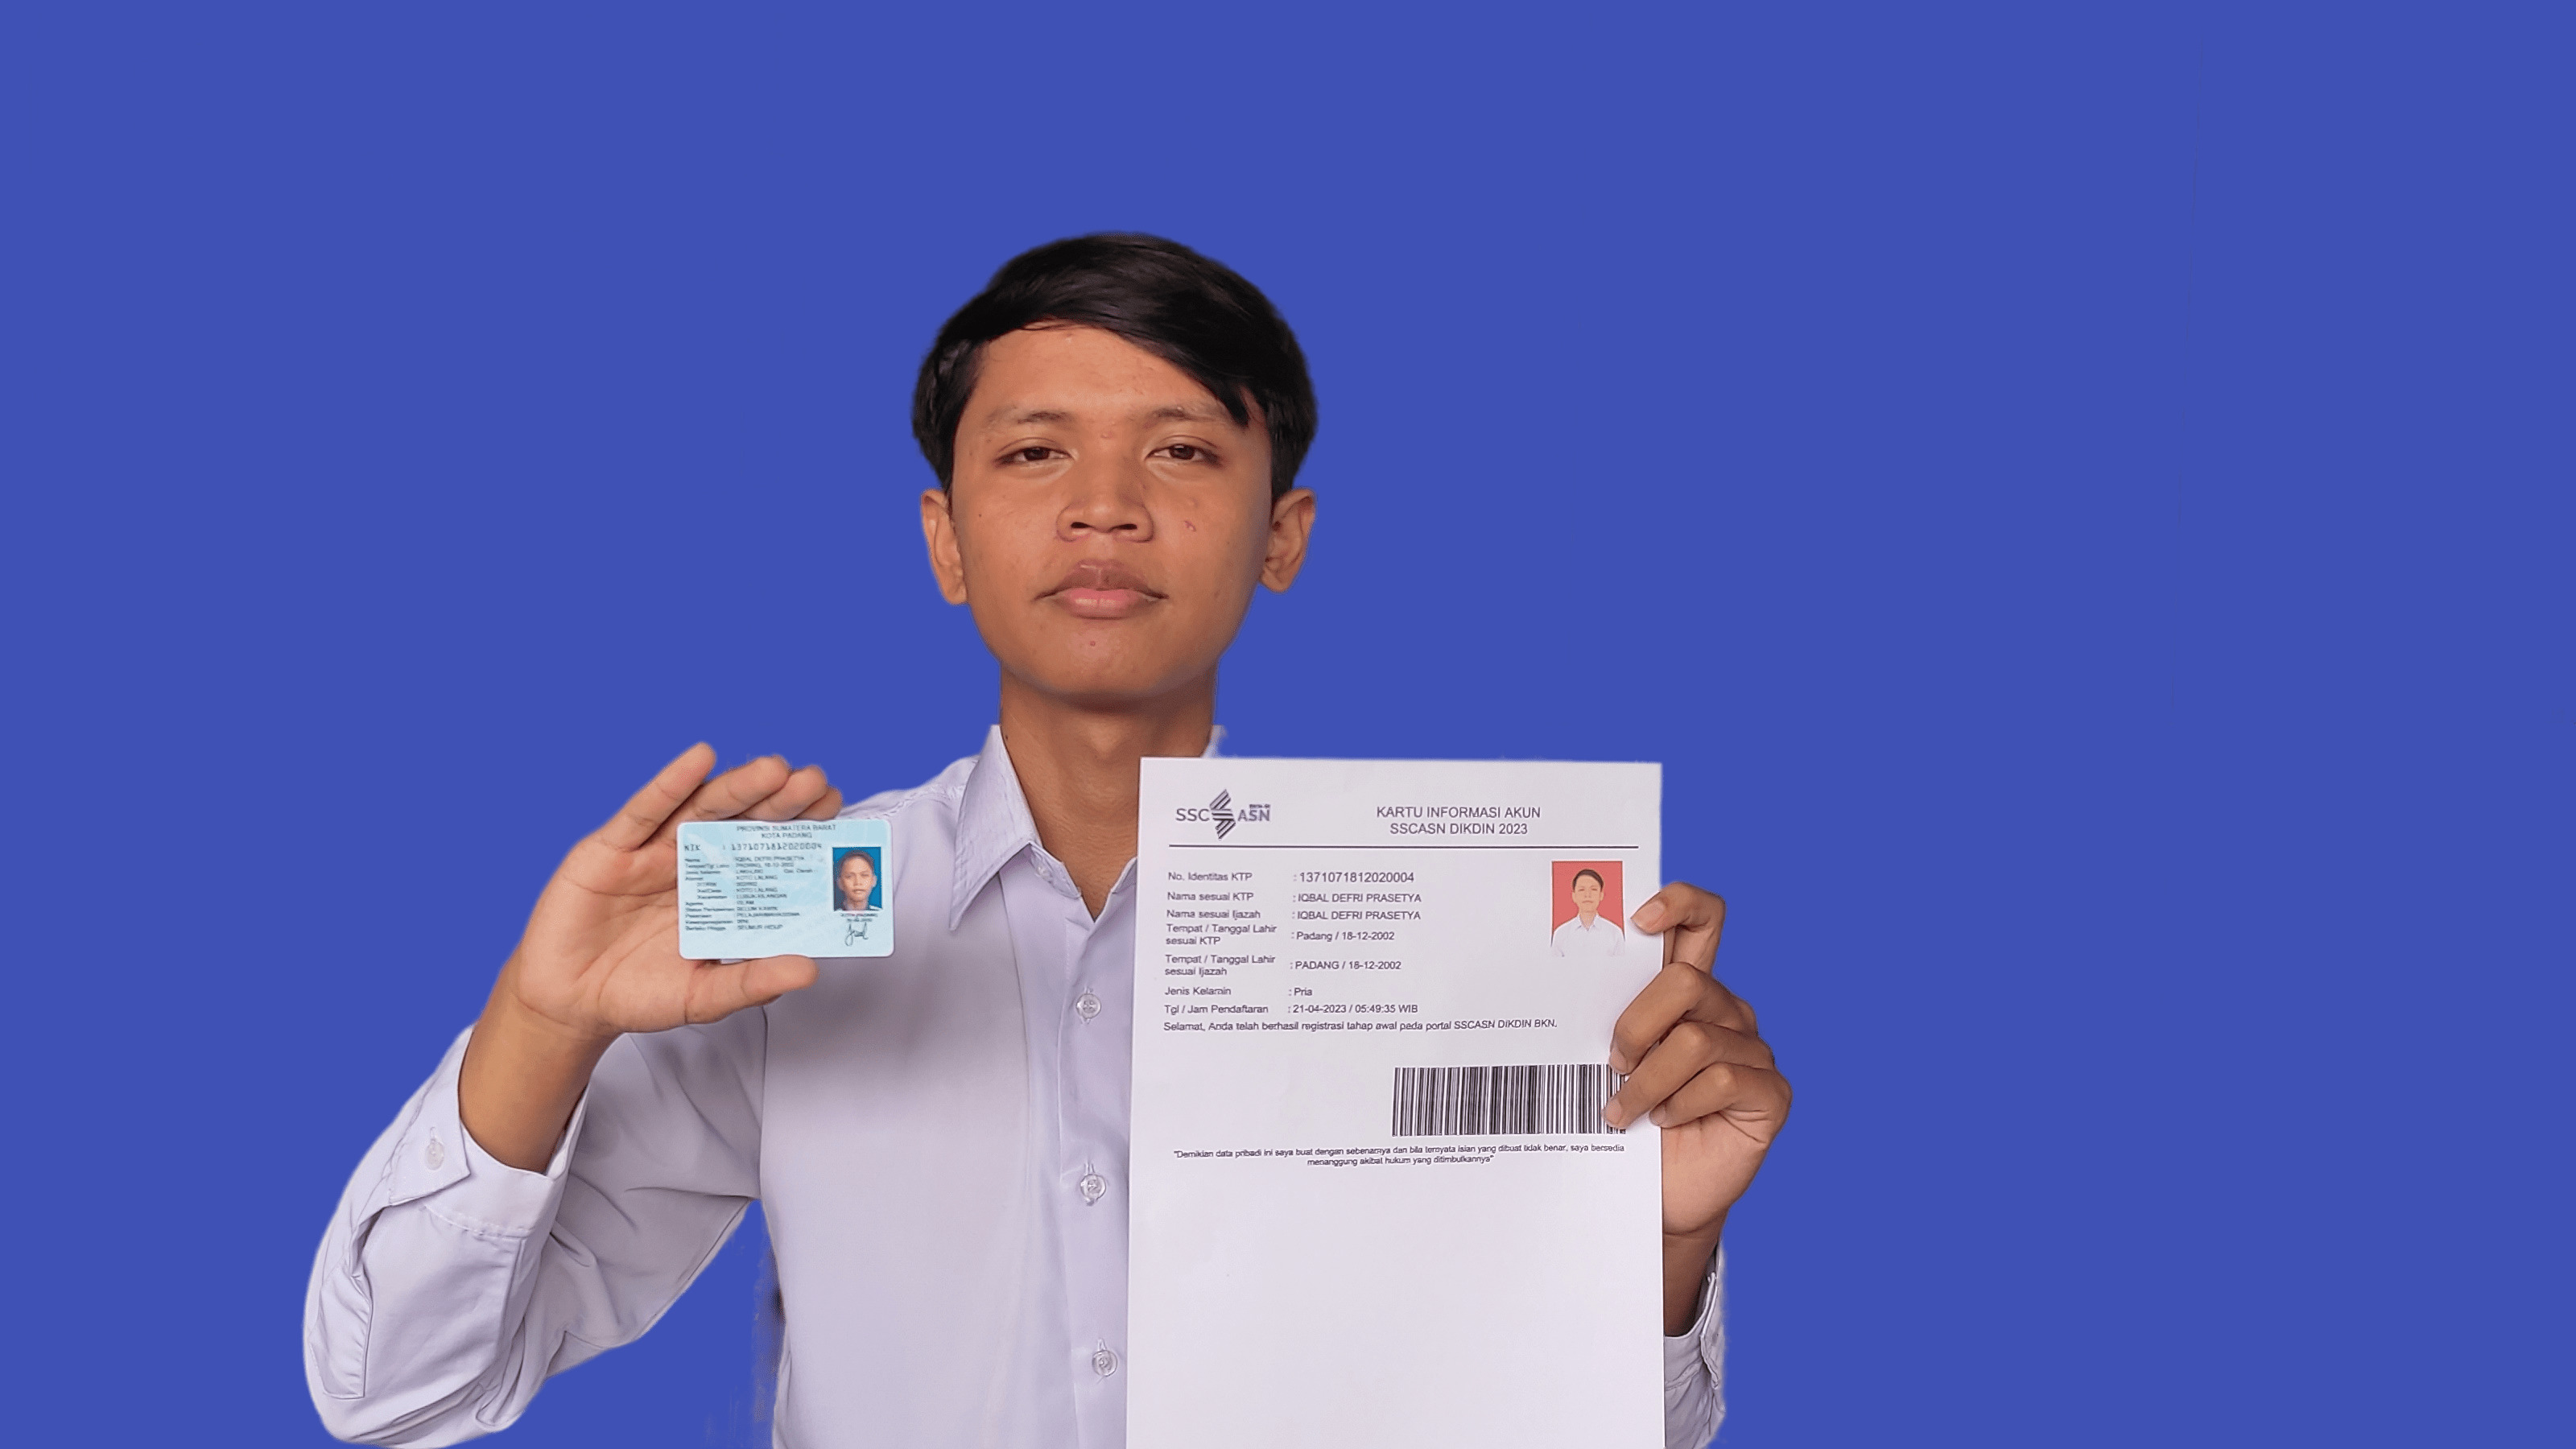 PROVINSI SUMATERA BARAT
KOTA PADANG
NIK : 1371071812020004
Nama : IQBAL DEFRI PRASETYA
Tempat/Tgl Lahir : PADANG, 18-12-2002
Jenis Kelamin : LAKI-LAKI Gol. Darah
Alamat : KOTO LALANG
RT/RW
Kel/Desa : KOTO LALANG
Kecamatan : LUBUK KILANGAN
Agama : ISLAM
Status Perkawinan : BELUM KAWIN
Pekerjaan : PELAJAR/MAHASISWA
Kewarganegaraan : WNI
Berlaku Hingga : SEUMUR HIDUP
KOTA PADANG
SSCASN
KARTU INFORMASI AKUN
SSCASN DIKDIN 2023
No. Identitas KTP : 1371071812020004
Nama sesuai KTP : IQBAL DEFRI PRASETYA
Nama sesuai Ijazah : IQBAL DEFRI PRASETYA
Tempat / Tanggal Lahir
sesuai KTP : Padang / 18-12-2002
Tempat / Tanggal Lahir
sesuai Ijazah : PADANG / 18-12-2002
Jenis Kelamin : Pria
Tgl / Jam Pendaftaran : 21-04-2023 / 05:49:35 WIB
Selamat, Anda telah berhasil registrasi tahap awal pada portal SSCASN DIKDIN BKN.
"Demikian data pribadi ini saya buat dengan sebenarnya dan bila ternyata isian yang dibuat tidak benar, saya bersedia
menanggung akibat hukum yang ditimbulkannya"